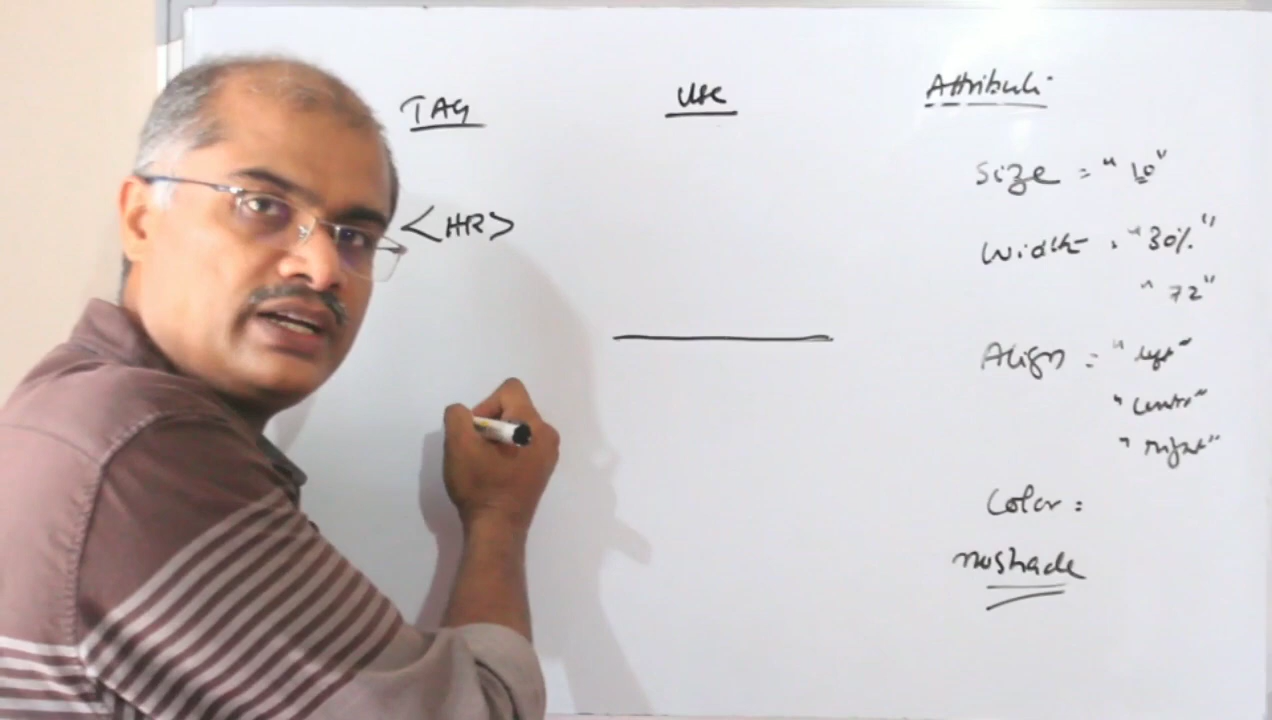 TAG USE Attribute
Size = "10"
<HR>
Width = "30%"
"72"
Align = "left"
"center"
"right"
Color =
noshade